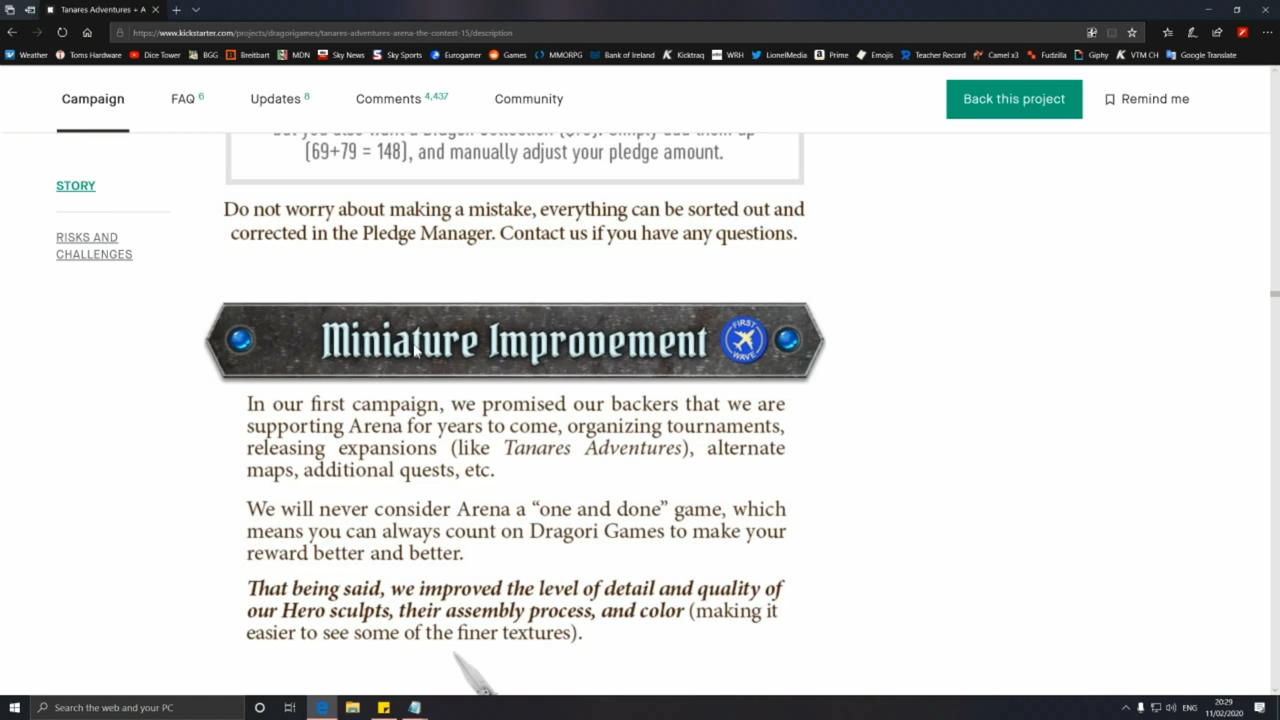 Tanares Adventures + A
https://www.kickstarter.com/projects/dragorigames/tanares-adventures-arena-the-contest-15/description
Weather Toms Hardware Dice Tower BGG Breitbart MDN Sky News Sky Sports Eurogamer Games MMORPG Bank of Ireland Kicktraq WRH LionelMedia Prime Emojis Teacher Record Camel x3 Fudzilla Giphy VTM CH Google Translate
Campaign FAQ 6 Updates 8 Comments 4,437 Community Back this project Remind me
(69+79 = 148), and manually adjust your pledge amount.
STORY
RISKS AND
CHALLENGES
Do not worry about making a mistake, everything can be sorted out and
corrected in the Pledge Manager. Contact us if you have any questions.
Miniature Improvement
FIRST
WAVE
In our first campaign, we promised our backers that we are
supporting Arena for years to come, organizing tournaments,
releasing expansions (like Tanares Adventures), alternate
maps, additional quests, etc.
We will never consider Arena a “one and done” game, which
means you can always count on Dragori Games to make your
reward better and better.
That being said, we improved the level of detail and quality of
our Hero sculpts, their assembly process, and color (making it
easier to see some of the finer textures).
Search the web and your PC
ENG
20:29
11/02/2020